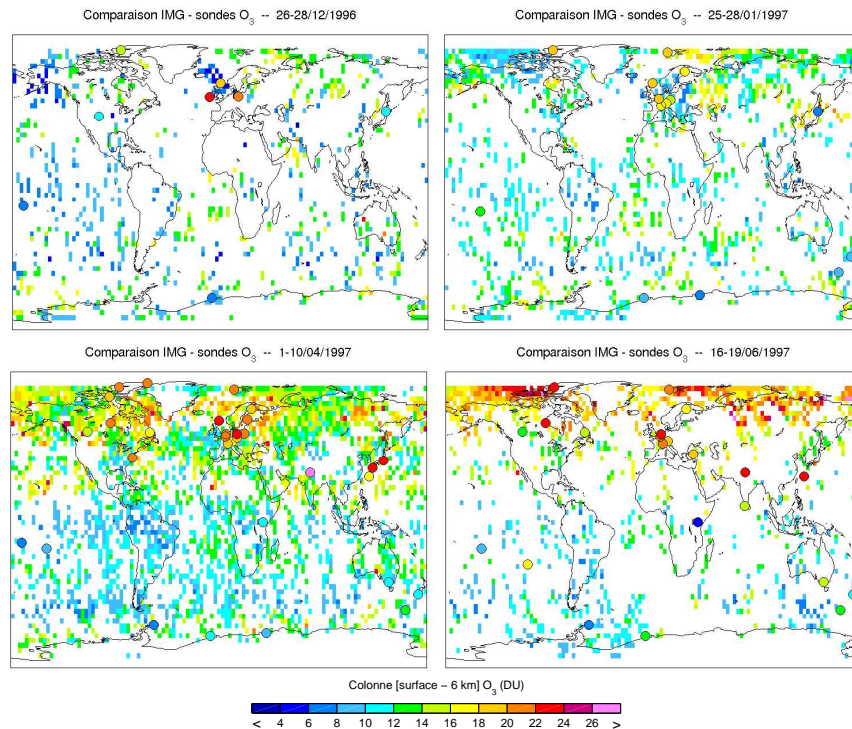 Comparaison IMG - sondes O3 -- 26-28/12/1996
Comparaison IMG - sondes O3 -- 25-28/01/1997
Comparaison IMG - sondes O3 -- 1-10/04/1997
Comparaison IMG - sondes O3 -- 16-19/06/1997
Colonne [surface – 6 km] O3 (DU)
< 4 6 8 10 12 14 16 18 20 22 24 26 >